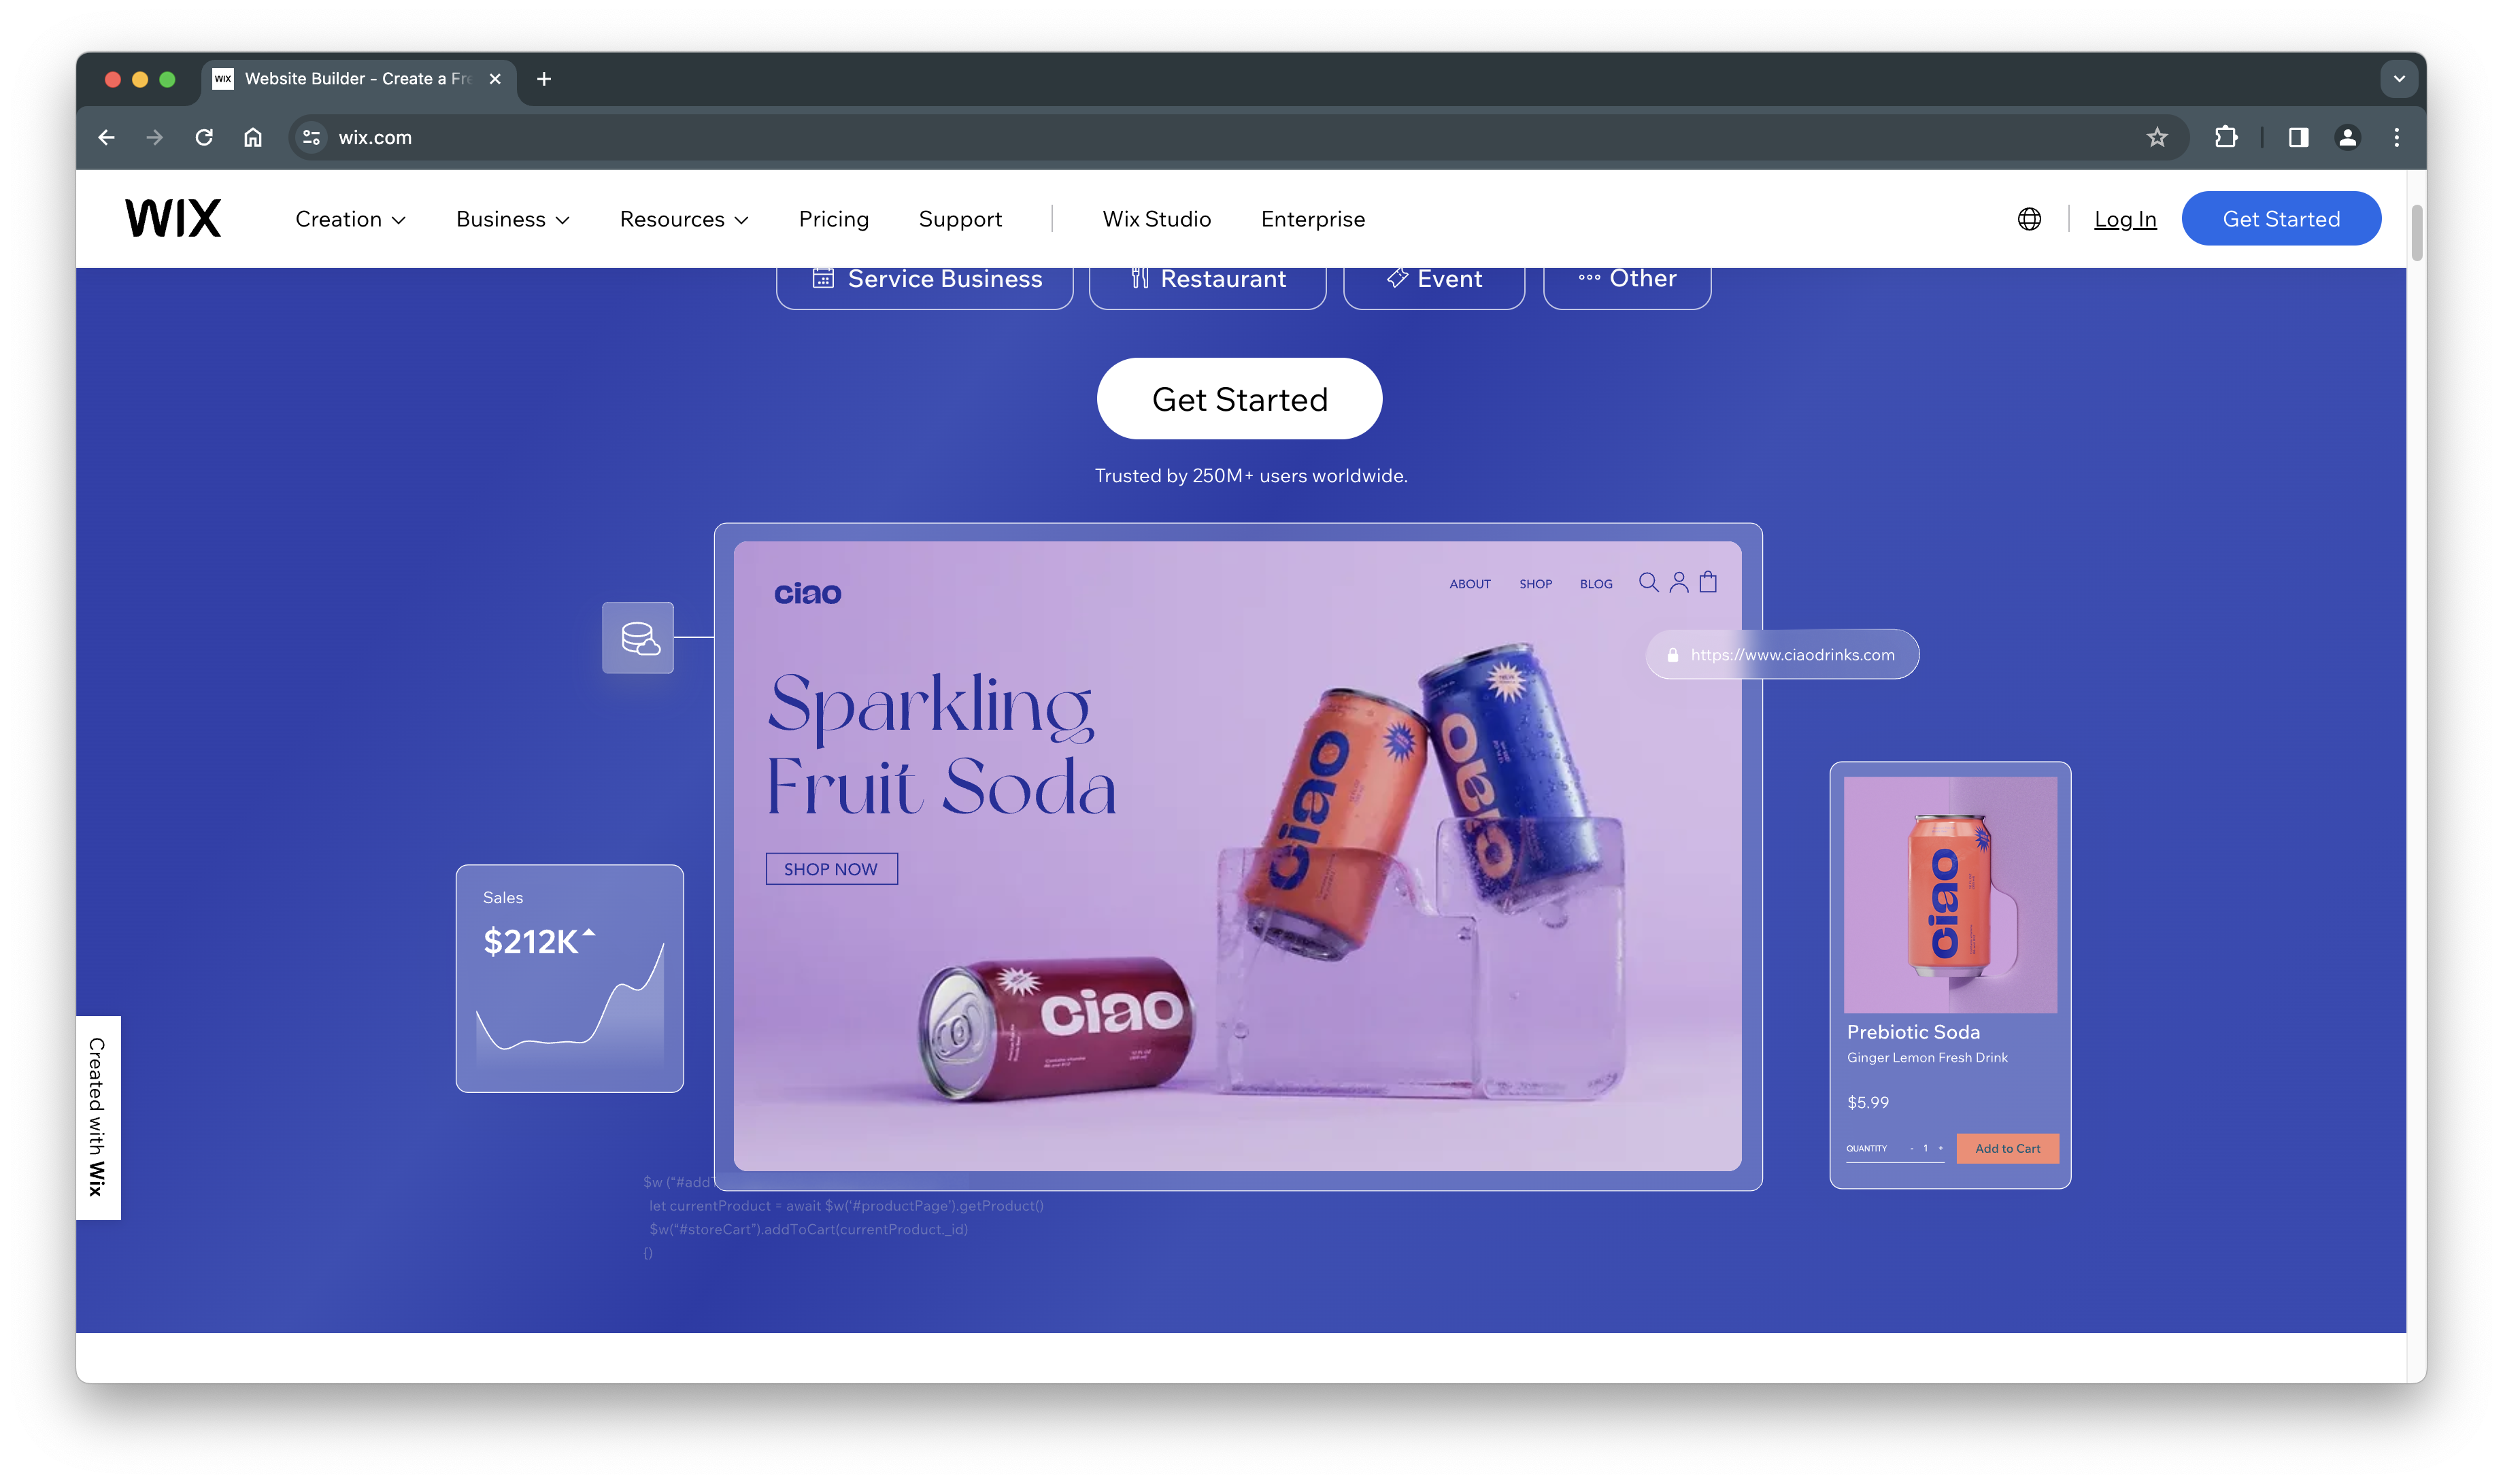 WIX Website Builder - Create a Fre
wix.com
WIX Creation Business Resources Pricing Support Wix Studio Enterprise Log In Get Started
Service Business Restaurant Event Other
Get Started
Trusted by 250M+ users worldwide.
ciao ABOUT SHOP BLOG
https://www.ciaodrinks.com
Sparkling
Fruit Soda
SHOP NOW
ciao
ciao
ciao
Sales
$212K
ciao
Prebiotic Soda
Ginger Lemon Fresh Drink
$5.99
QUANTITY - 1 + Add to Cart
Created with Wix
$w ("#add
let currentProduct = await $w('#productPage').getProduct()
$w("#storeCart").addToCart(currentProduct._id)
{}